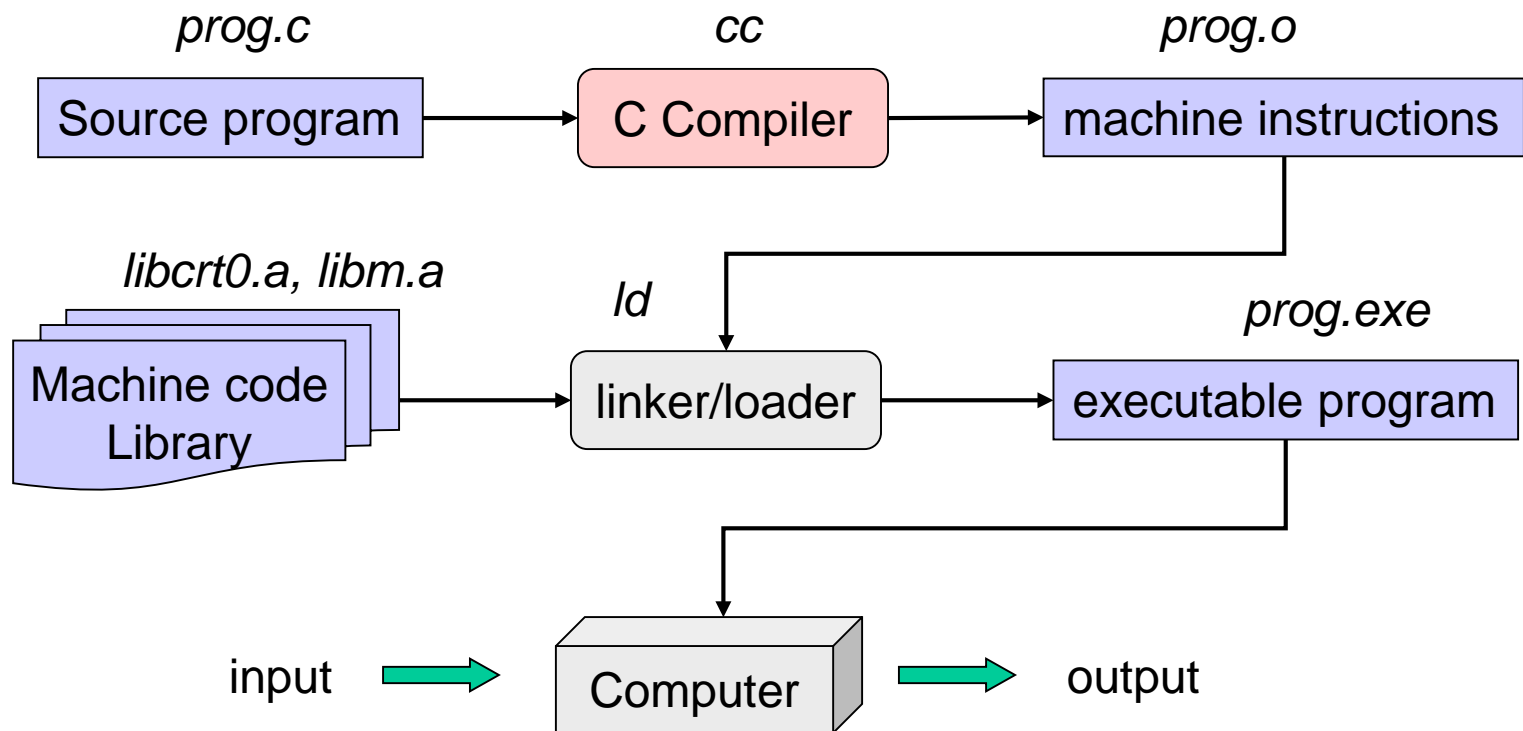 prog.c
cc
prog.o
Source program
C Compiler
machine instructions
libcrt0.a, libm.a
ld
prog.exe
Machine code
Library
linker/loader
executable program
input
Computer
output